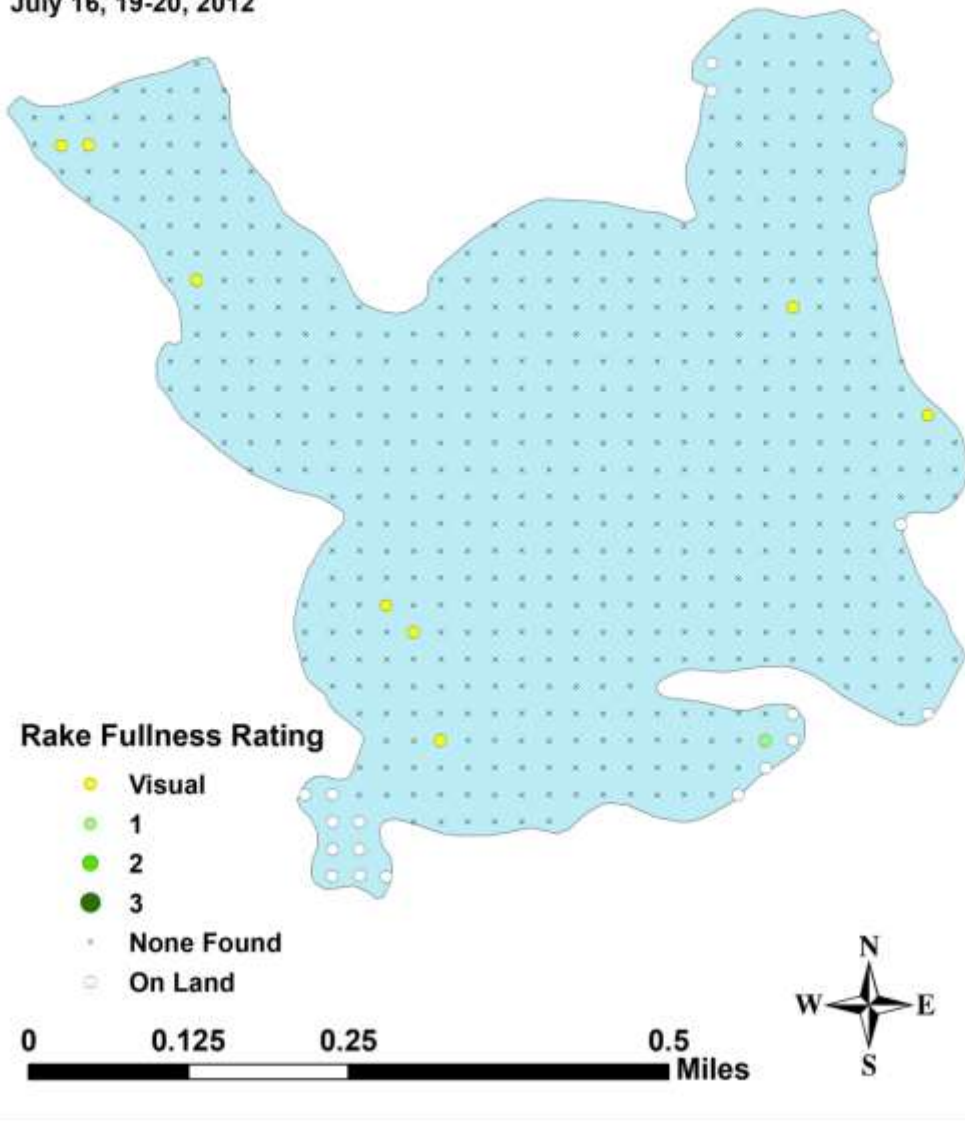 July 16, 19-20, 2012
Rake Fullness Rating
Visual
1
2
3
None Found
On Land
N
W E
S
0 0.125 0.25 0.5
Miles